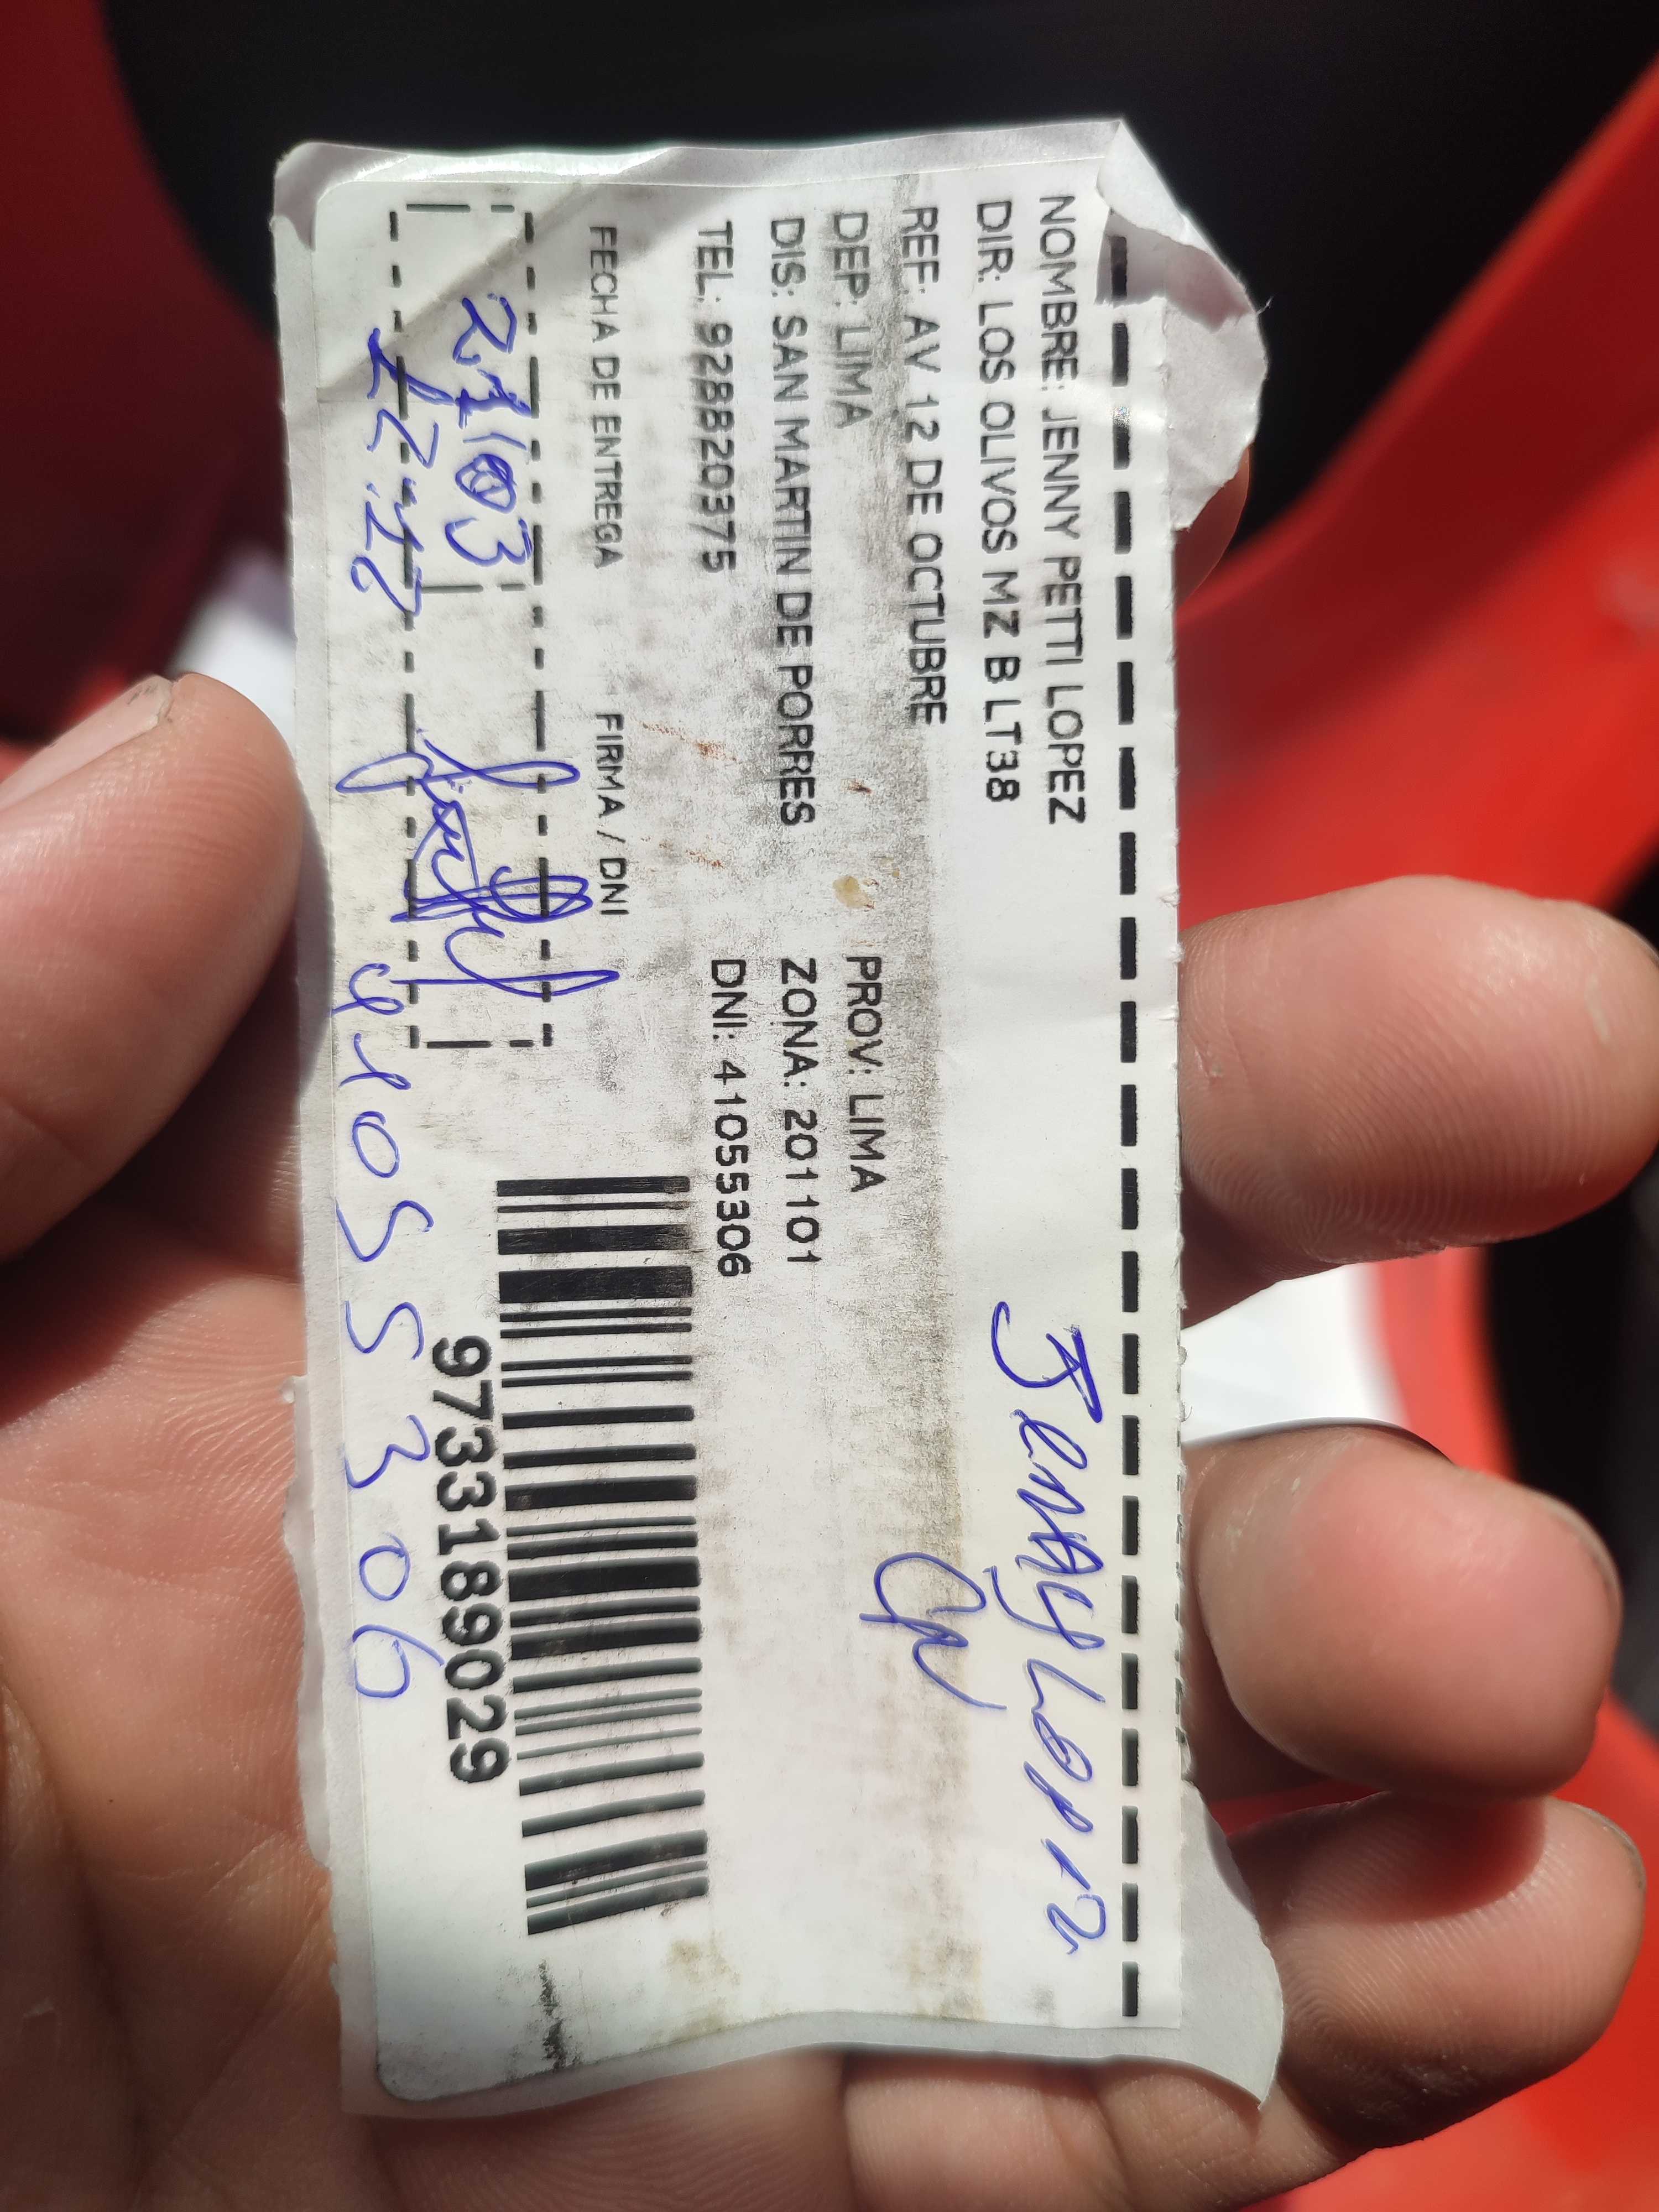 NOMBRE: JENNY PETTI LOPEZ
DIR: LOS OLIVOS MZ B LT38
Jenny Lopez
REF: AV 12 DE OCTUBRE
DEP: LIMA PROV: LIMA
DIS: SAN MARTIN DE PORRES ZONA: 201101
TEL: 928820375 DNI: 41055306
FECHA DE ENTREGA FIRMA / DNI
21/03
12:12
41055306
9733189029